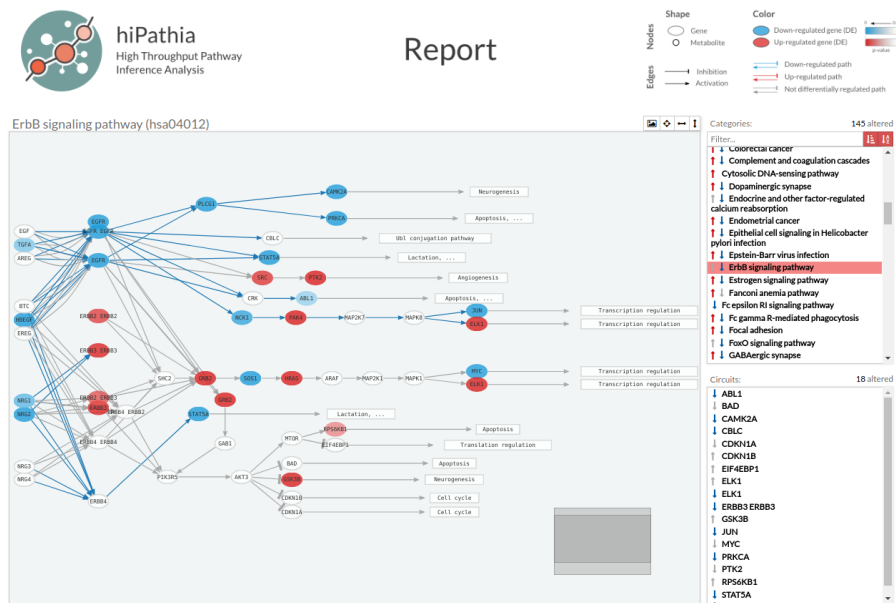 hiPathia
High Throughput Pathway
Inference Analysis
Report
Shape
Color
Nodes
Gene
Metabolite
Down-regulated gene (DE)
Up-regulated gene (DE)
p-value
Edges
Inhibition
Activation
Down-regulated path
Up-regulated path
Not differentially regulated path
ErbB signaling pathway (hsa04012)
CAMK2A
Neurogenesis
PLCG1
PRKCA
Apoptosis, ...
EGFR
EGF
TGFA
AREG
CBLC
Ubl conjugation pathway
EGFR
STAT5A
Lactation, ...
SRC
PTK2
Angiogenesis
CRK
ABL1
Apoptosis, ...
BTC
HBEGF
EREG
NCK1
PAK4
MAP2K7
MAPK8
JUN
ELK1
Transcription regulation
Transcription regulation
ERBB3 ERBB2
ERBB3 ERBB3
SHC2
GRB2
SOS1
HRAS
ARAF
MAP2K1
MAPK1
MYC
ELK1
Transcription regulation
Transcription regulation
NRG1
NRG2
ERBB3
ERBB4 ERBB2
GRB2
STAT5A
Lactation, ...
ERBB4 ERBB4
GAB1
MTOR
RPS6KB1
EIF4EBP1
Apoptosis
Translation regulation
NRG3
NRG4
PIK3R5
AKT3
BAD
GSK3B
CDKN1B
CDKN1A
Apoptosis
Neurogenesis
Cell cycle
Cell cycle
ERBB4
Categories:
145 altered
Filter...
Colorectal cancer
Complement and coagulation cascades
Cytosolic DNA-sensing pathway
Dopaminergic synapse
Endocrine and other factor-regulated
calcium reabsorption
Endometrial cancer
Epithelial cell signaling in Helicobacter
pylori infection
Epstein-Barr virus infection
ErbB signaling pathway
Estrogen signaling pathway
Fanconi anemia pathway
Fc epsilon RI signaling pathway
Fc gamma R-mediated phagocytosis
Focal adhesion
FoxO signaling pathway
GABAergic synapse
Circuits:
18 altered
ABL1
BAD
CAMK2A
CBLC
CDKN1A
CDKN1B
EIF4EBP1
ELK1
ELK1
ERBB3 ERBB3
GSK3B
JUN
MYC
PRKCA
PTK2
RPS6KB1
STAT5A